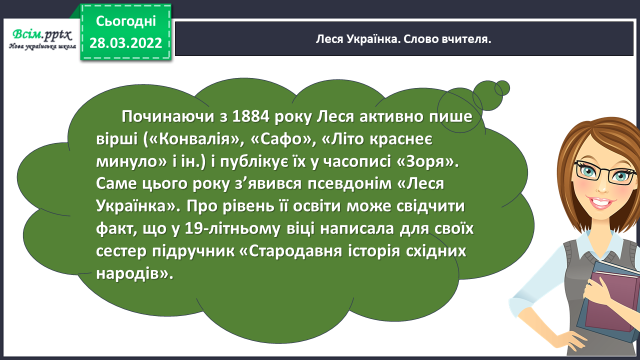 Всім.pptx
Нова українська школа
Сьогодні
28.03.2022
Леся Українка. Слово вчителя.
Починаючи з 1884 року Леся активно пише
вірші («Конвалія», «Сафо», «Літо краснеє
минуло» і ін.) і публікує їх у часописі «Зоря».
Саме цього року з’явився псевдонім «Леся
Українка». Про рівень її освіти може свідчити
факт, що у 19-літньому віці написала для своїх
сестер підручник «Стародавня історія східних
народів».